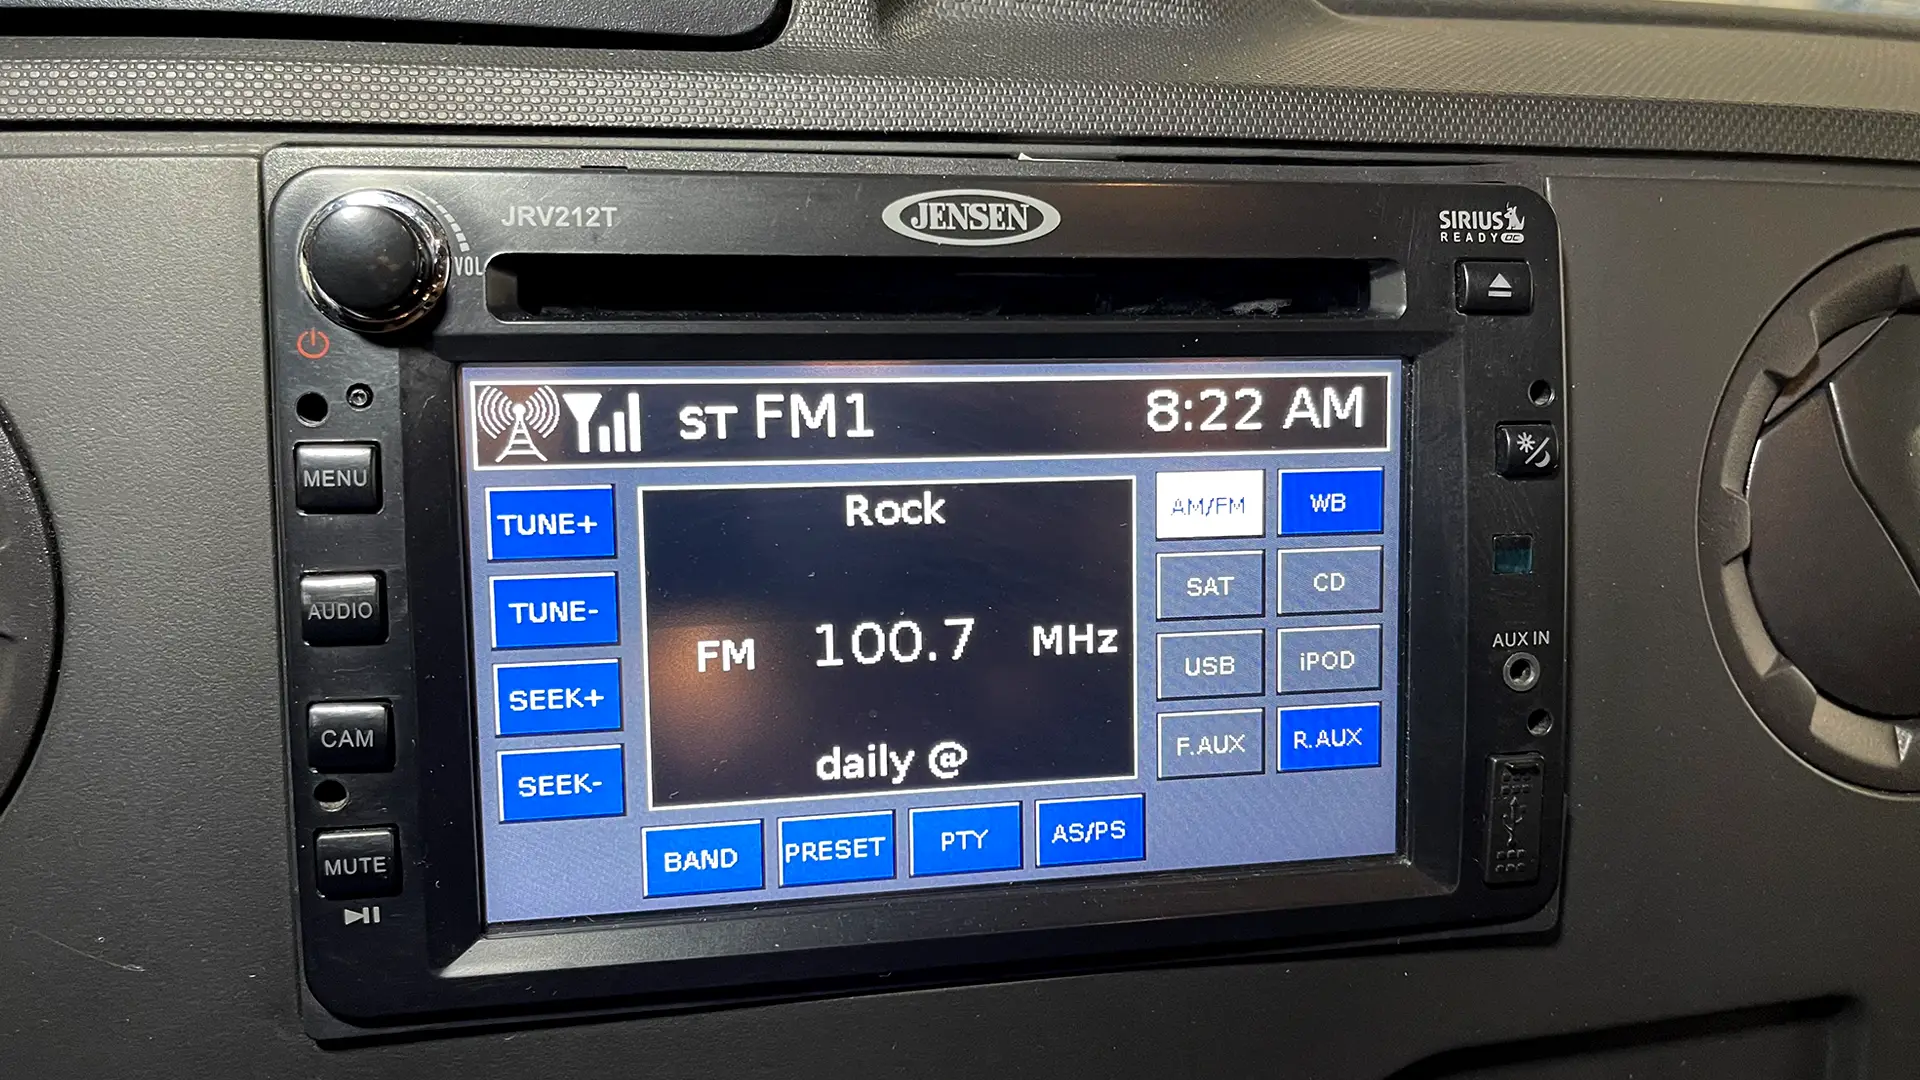 JRV212T
JENSEN
SIRIUS
READY DC
VOL
MENU
AUDIO
CAM
MUTE
ST FM1
8:22 AM
TUNE+
TUNE-
SEEK+
SEEK-
Rock
FM 100.7 MHz
daily @
AM/FM
WB
SAT
CD
USB
iPOD
F.AUX
R.AUX
BAND
PRESET
PTY
AS/PS
AUX IN